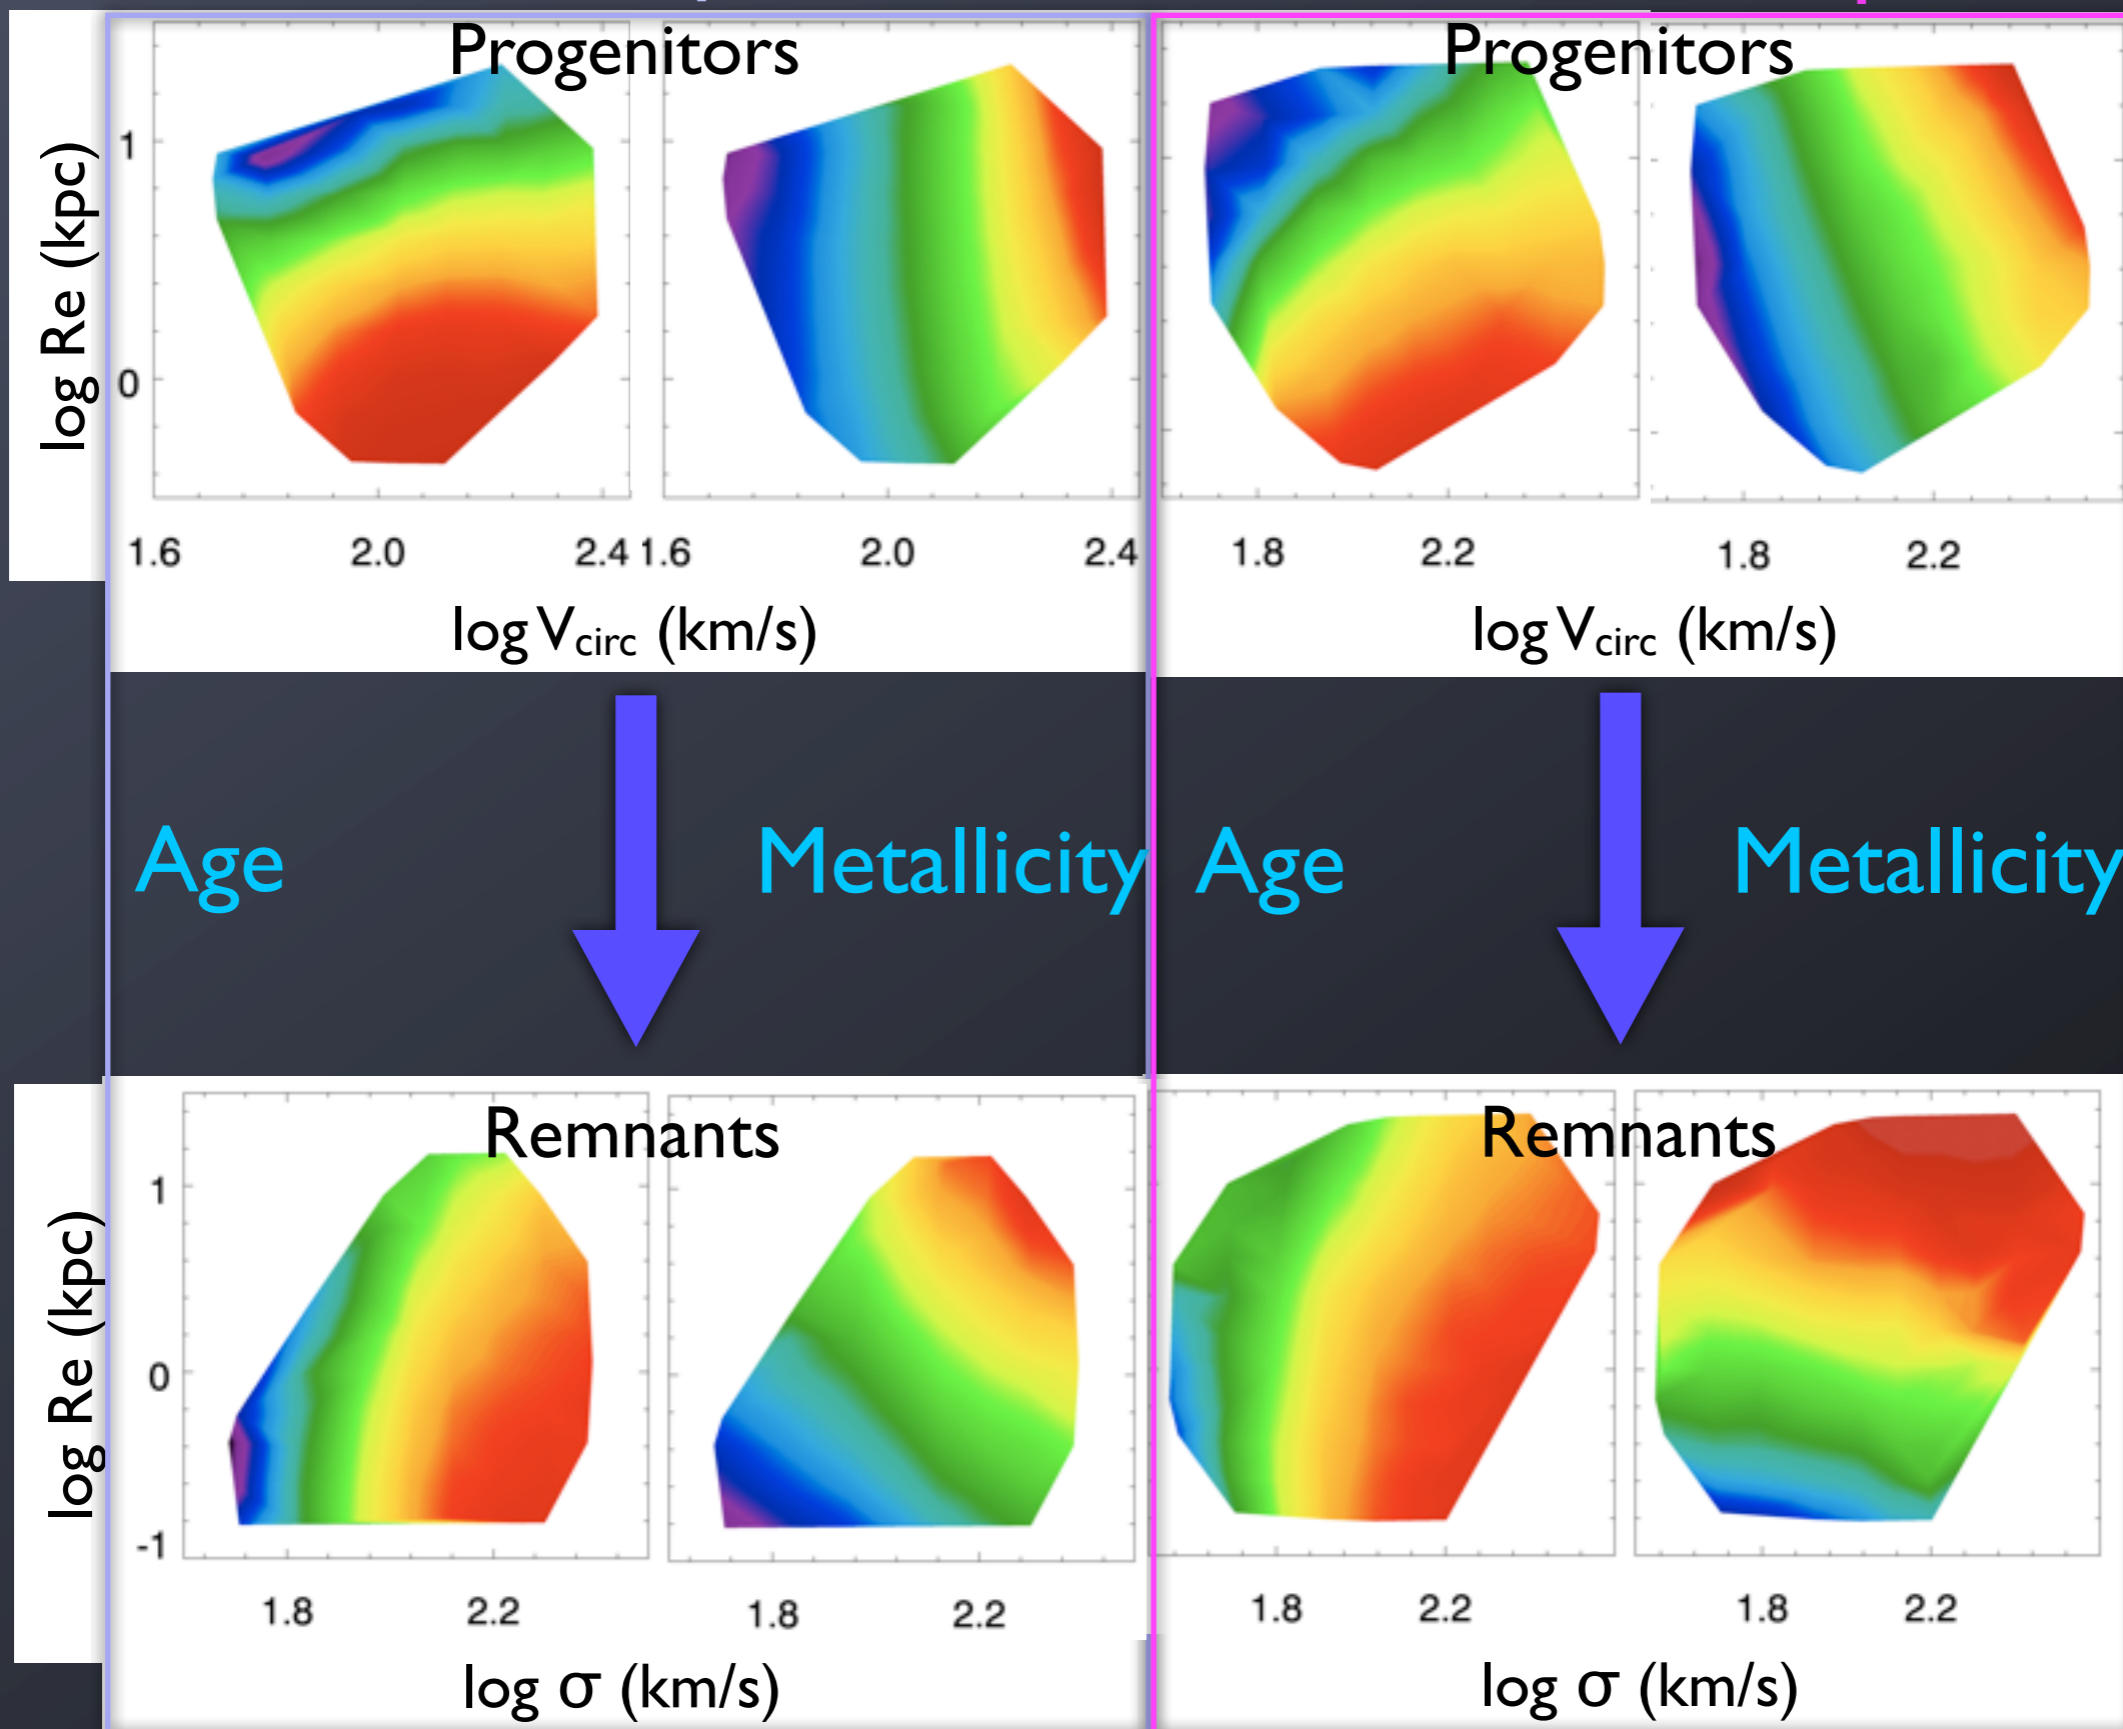 Progenitors
Progenitors
log Re (kpc)
1
0
1.6 2.0 2.4 1.6 2.0 2.4
1.8 2.2 1.8 2.2
log Vcirc (km/s)
log Vcirc (km/s)
Age Metallicity
Age Metallicity
Remnants
Remnants
log Re (kpc)
1
0
-1
1.8 2.2 1.8 2.2
1.8 2.2 1.8 2.2
log σ (km/s)
log σ (km/s)